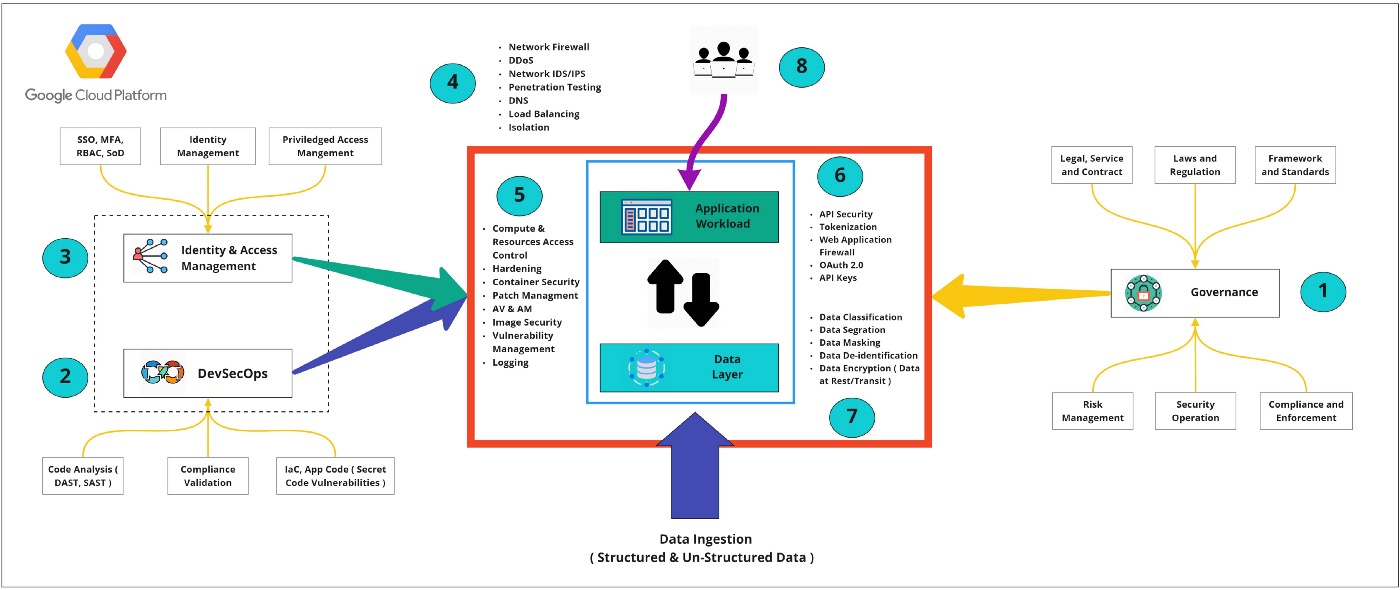 Google Cloud Platform
SSO, MFA,
RBAC, SoD
Identity
Management
Priviledged Access
Mangement
3
Identity & Access
Management
2
DevSecOps
Code Analysis (
DAST, SAST )
Compliance
Validation
IaC, App Code ( Secret
Code Vulnerabilities )
4
• Network Firewall
• DDoS
• Network IDS/IPS
• Penetration Testing
• DNS
• Load Balancing
• Isolation
8
5
• Compute &
Resources Access
Control
• Hardening
• Container Security
• Patch Managment
• AV & AM
• Image Security
• Vulnerability
Management
• Logging
Application
Workload
Data
Layer
6
• API Security
• Tokenization
• Web Application
Firewall
• OAuth 2.0
• API Keys
• Data Classification
• Data Segration
• Data Masking
• Data De-identification
• Data Encryption ( Data
at Rest/Transit )
7
Data Ingestion
( Structured & Un-Structured Data )
Legal, Service
and Contract
Laws and
Regulation
Framework
and Standards
Governance
1
Risk
Management
Security
Operation
Compliance and
Enforcement